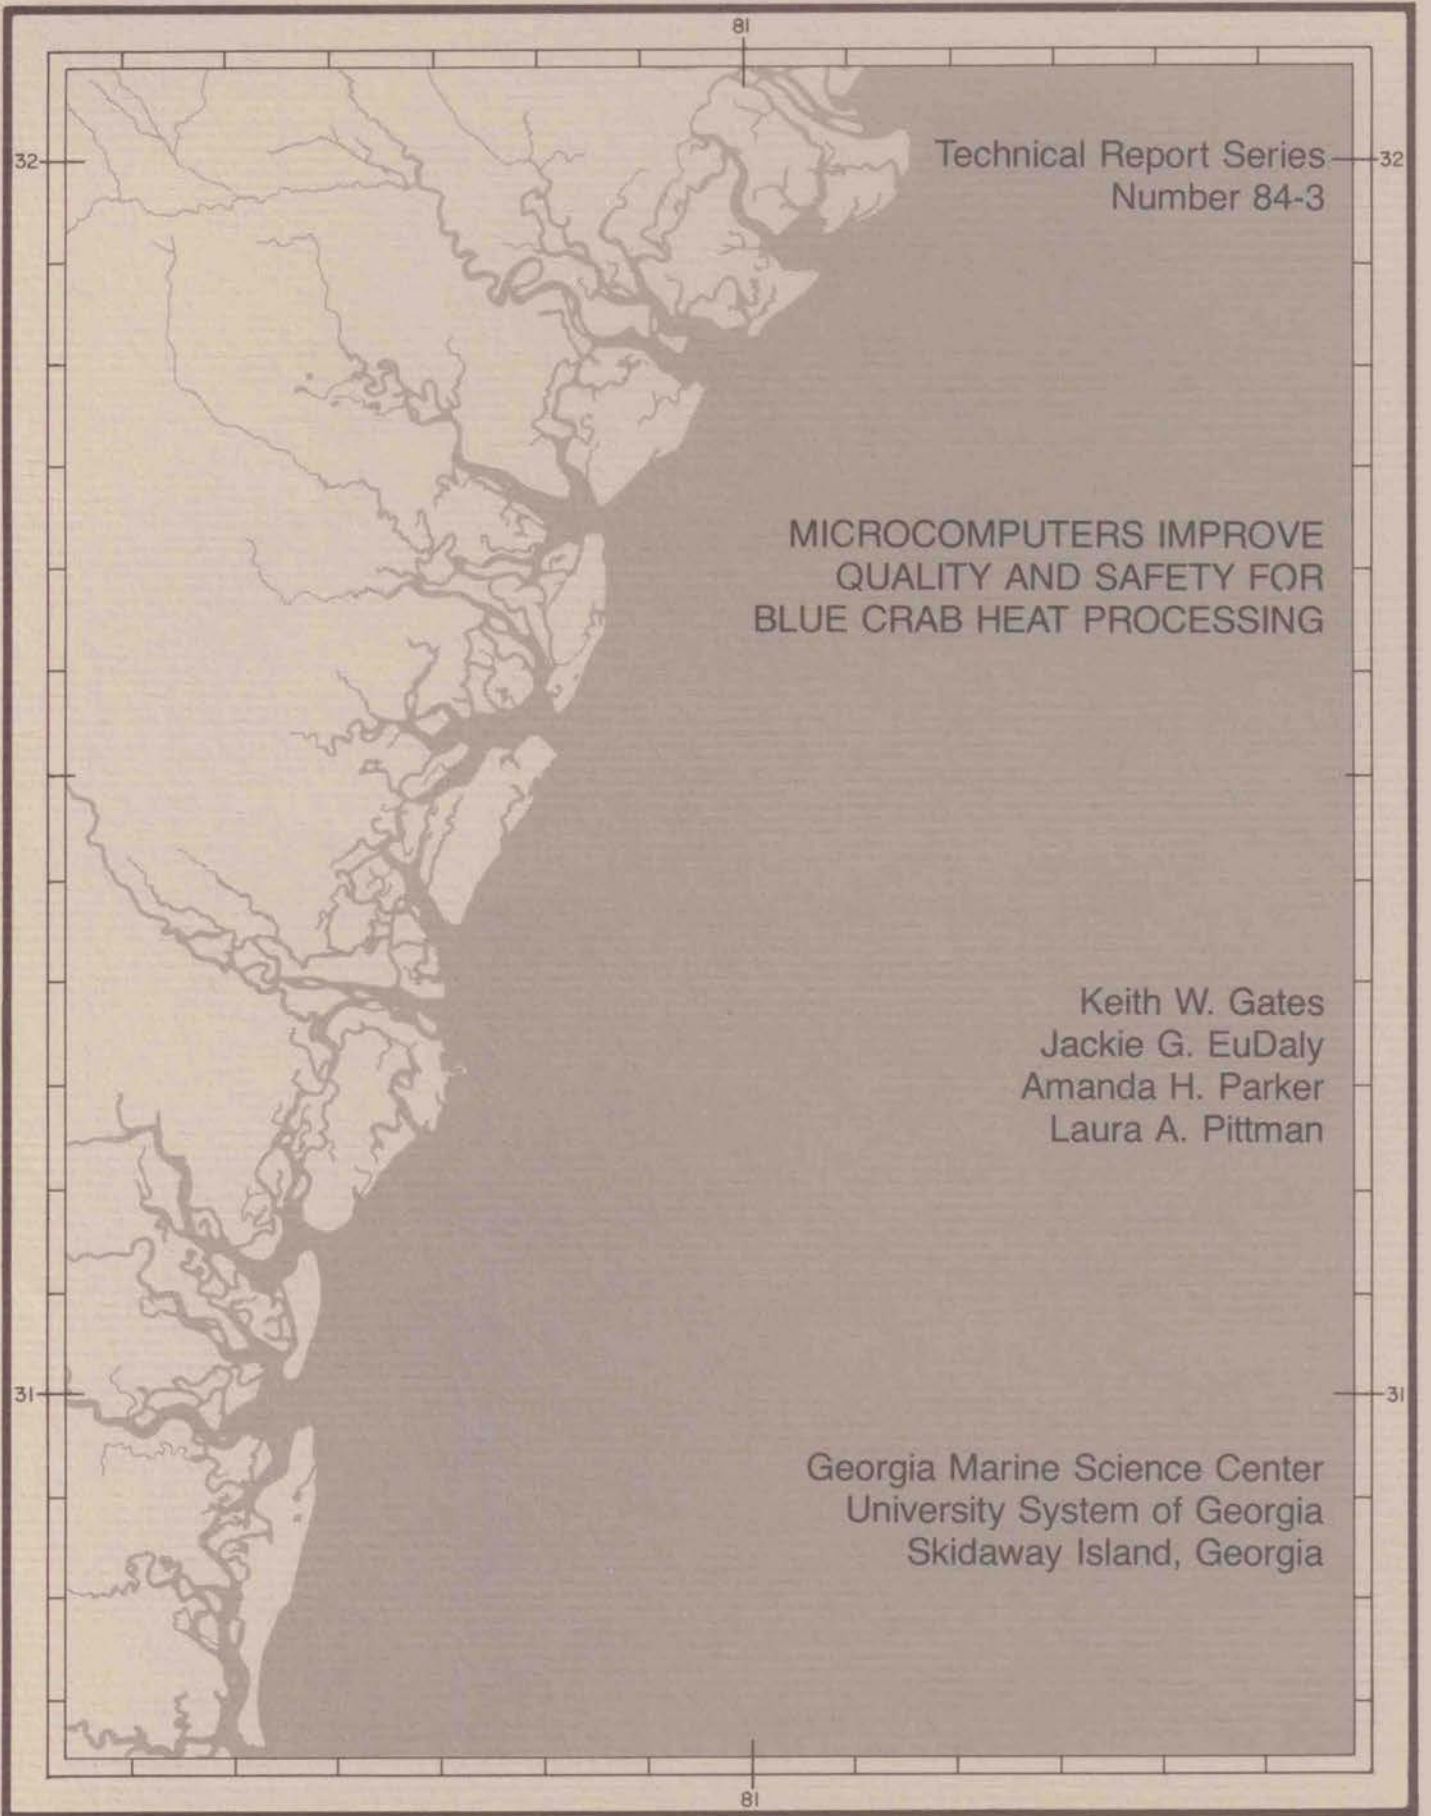 81
32
Technical Report Series
32
Number 84-3
MICROCOMPUTERS IMPROVE
QUALITY AND SAFETY FOR
BLUE CRAB HEAT PROCESSING
Keith W. Gates
Jackie G. EuDaly
Amanda H. Parker
Laura A. Pittman
31
31
Georgia Marine Science Center
University System of Georgia
Skidaway Island, Georgia
81